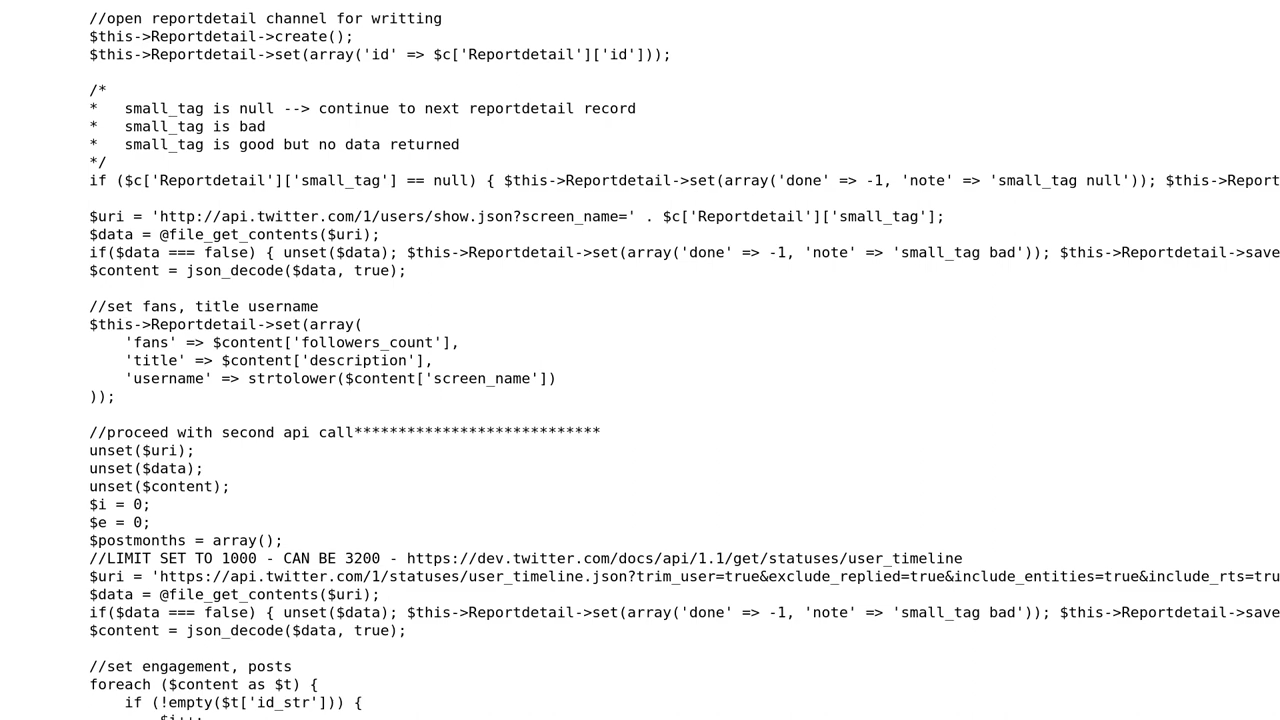 //open reportdetail channel for writting
$this->Reportdetail->create();
$this->Reportdetail->set(array('id' => $c['Reportdetail']['id']));
/*
*   small_tag is null --> continue to next reportdetail record
*   small_tag is bad
*   small_tag is good but no data returned
*/
if ($c['Reportdetail']['small_tag'] == null) { $this->Reportdetail->set(array('done' => -1, 'note' => 'small_tag null')); $this->Report
$uri = 'http://api.twitter.com/1/users/show.json?screen_name=' . $c['Reportdetail']['small_tag'];
$data = @file_get_contents($uri);
if($data === false) { unset($data); $this->Reportdetail->set(array('done' => -1, 'note' => 'small_tag bad')); $this->Reportdetail->save
$content = json_decode($data, true);
//set fans, title username
$this->Reportdetail->set(array(
    'fans' => $content['followers_count'],
    'title' => $content['description'],
    'username' => strtolower($content['screen_name'])
));
//proceed with second api call****************************
unset($uri);
unset($data);
unset($content);
$i = 0;
$e = 0;
$postmonths = array();
//LIMIT SET TO 1000 - CAN BE 3200 - https://dev.twitter.com/docs/api/1.1/get/statuses/user_timeline
$uri = 'https://api.twitter.com/1/statuses/user_timeline.json?trim_user=true&exclude_replied=true&include_entities=true&include_rts=tru
$data = @file_get_contents($uri);
if($data === false) { unset($data); $this->Reportdetail->set(array('done' => -1, 'note' => 'small_tag bad')); $this->Reportdetail->save
$content = json_decode($data, true);
//set engagement, posts
foreach ($content as $t) {
    if (!empty($t['id_str'])) {
        $i++;